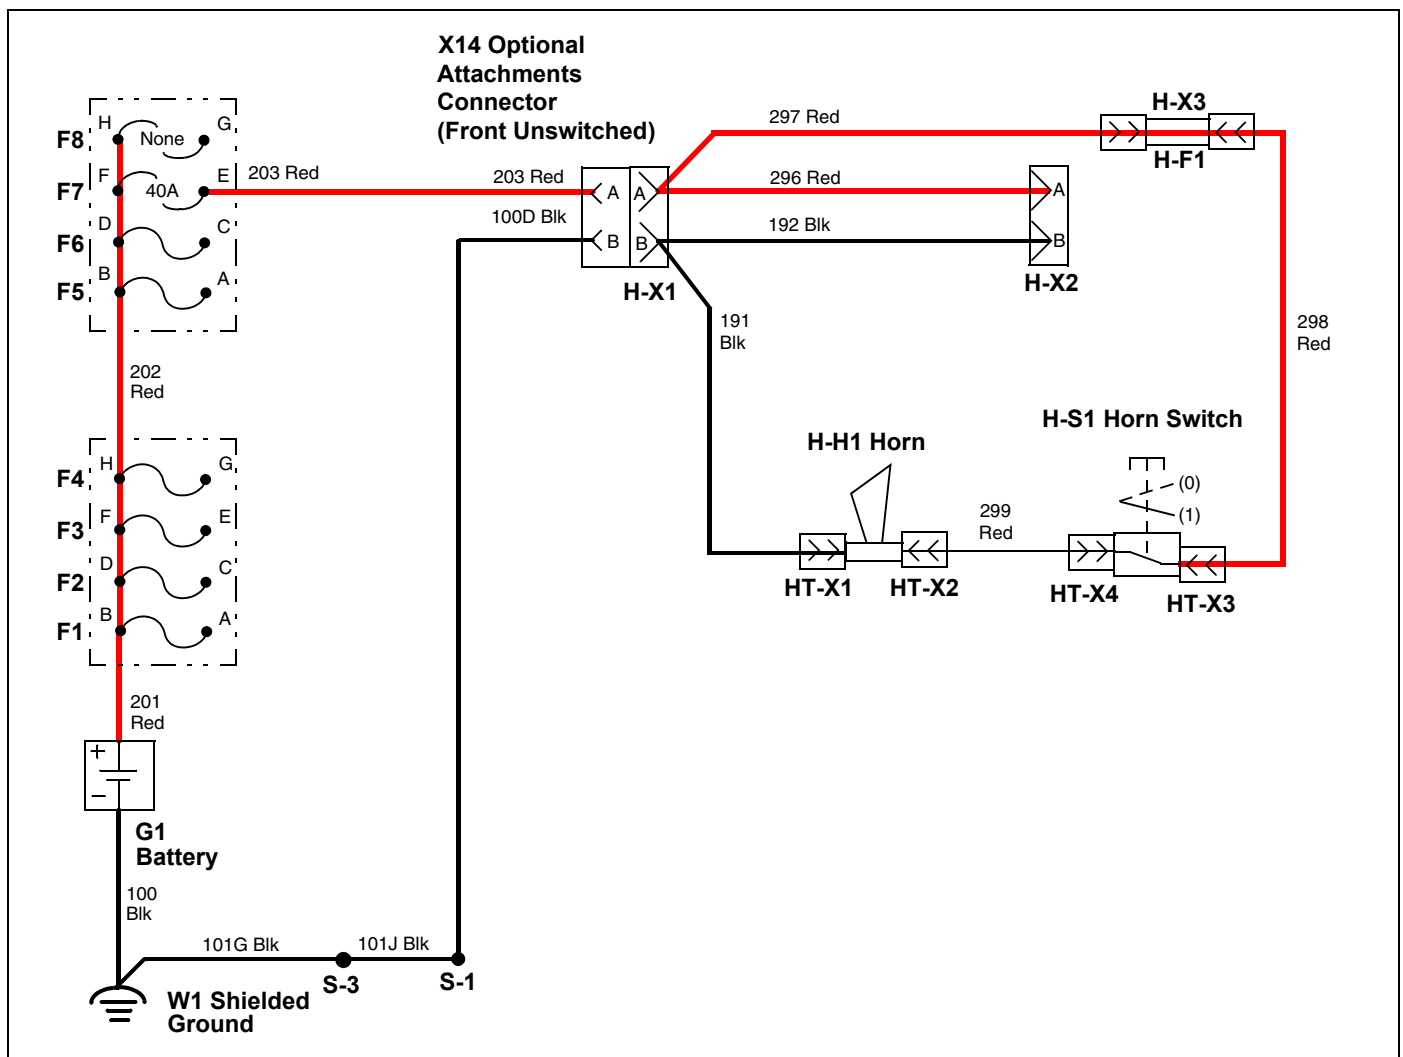 X14 Optional
Attachments
Connector
(Front Unswitched)
H-X3
297 Red
H-F1
F8
H
None
G
F7
F
40A
E
203 Red
203 Red
A
A
296 Red
A
F6
D
C
100D Blk
B
B
192 Blk
B
F5
B
A
H-X1
H-X2
191
Blk
298
Red
202
Red
H-S1 Horn Switch
H-H1 Horn
F4
H
G
(0)
(1)
F3
F
E
299
Red
F2
D
C
HT-X1
HT-X2
HT-X4
HT-X3
F1
B
A
201
Red
+
−
G1
Battery
100
Blk
101G Blk
101J Blk
S-3
S-1
W1 Shielded
Ground